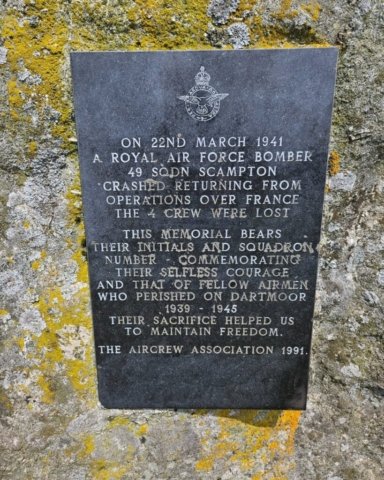 ON 22ND MARCH 1941
A ROYAL AIR FORCE BOMBER
49 SQDN SCAMPTON
CRASHED RETURNING FROM
OPERATIONS OVER FRANCE
THE 4 CREW WERE LOST
THIS MEMORIAL BEARS
THEIR INITIALS AND SQUADRON
NUMBER - COMMEMORATING
THEIR SELFLESS COURAGE
AND THAT OF FELLOW AIRMEN
WHO PERISHED ON DARTMOOR
1939 - 1945
THEIR SACRIFICE HELPED US
TO MAINTAIN FREEDOM.
THE AIRCREW ASSOCIATION 1991.